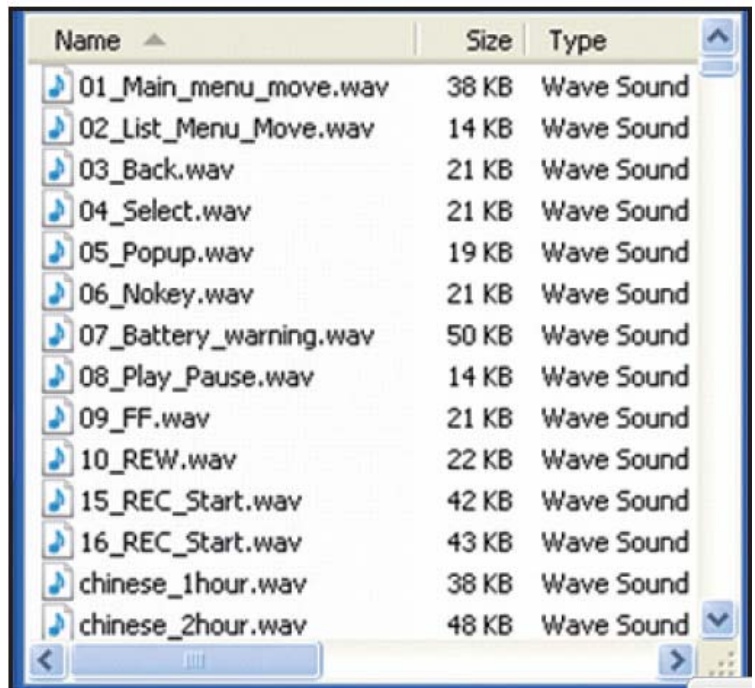 Name Size Type
01_Main_menu_move.wav 38 KB Wave Sound
02_List_Menu_Move.wav 14 KB Wave Sound
03_Back.wav 21 KB Wave Sound
04_Select.wav 21 KB Wave Sound
05_Popup.wav 19 KB Wave Sound
06_Nokey.wav 21 KB Wave Sound
07_Battery_warning.wav 50 KB Wave Sound
08_Play_Pause.wav 14 KB Wave Sound
09_FF.wav 21 KB Wave Sound
10_REW.wav 22 KB Wave Sound
15_REC_Start.wav 42 KB Wave Sound
16_REC_Start.wav 43 KB Wave Sound
chinese_1hour.wav 38 KB Wave Sound
chinese_2hour.wav 48 KB Wave Sound